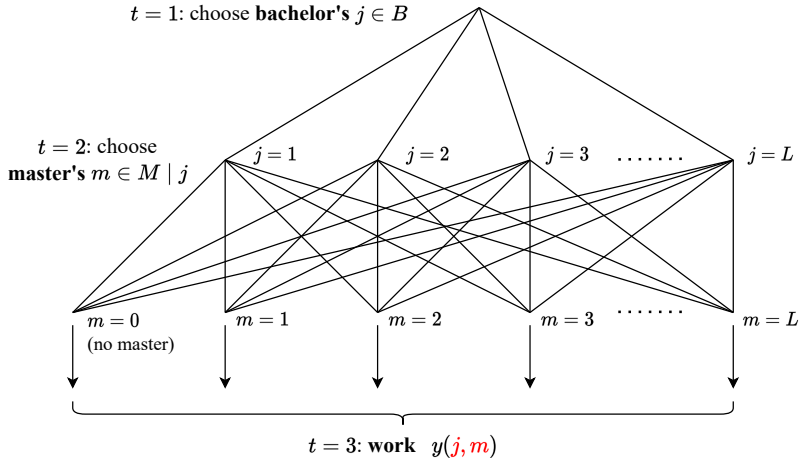 t = 1: choose bachelor's j ∈ B
t = 2: choose
master's m ∈ M | j
j = 1
j = 2
j = 3
.......
j = L
m = 0
(no master)
m = 1
m = 2
m = 3
.......
m = L
t = 3: work y(j, m)